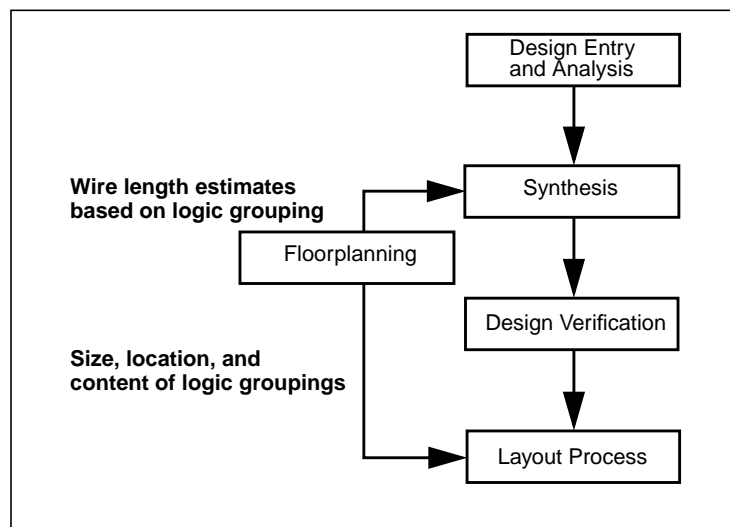 Design Entry
and Analysis
Wire length estimates
based on logic grouping
Synthesis
Floorplanning
Design Verification
Size, location, and
content of logic groupings
Layout Process